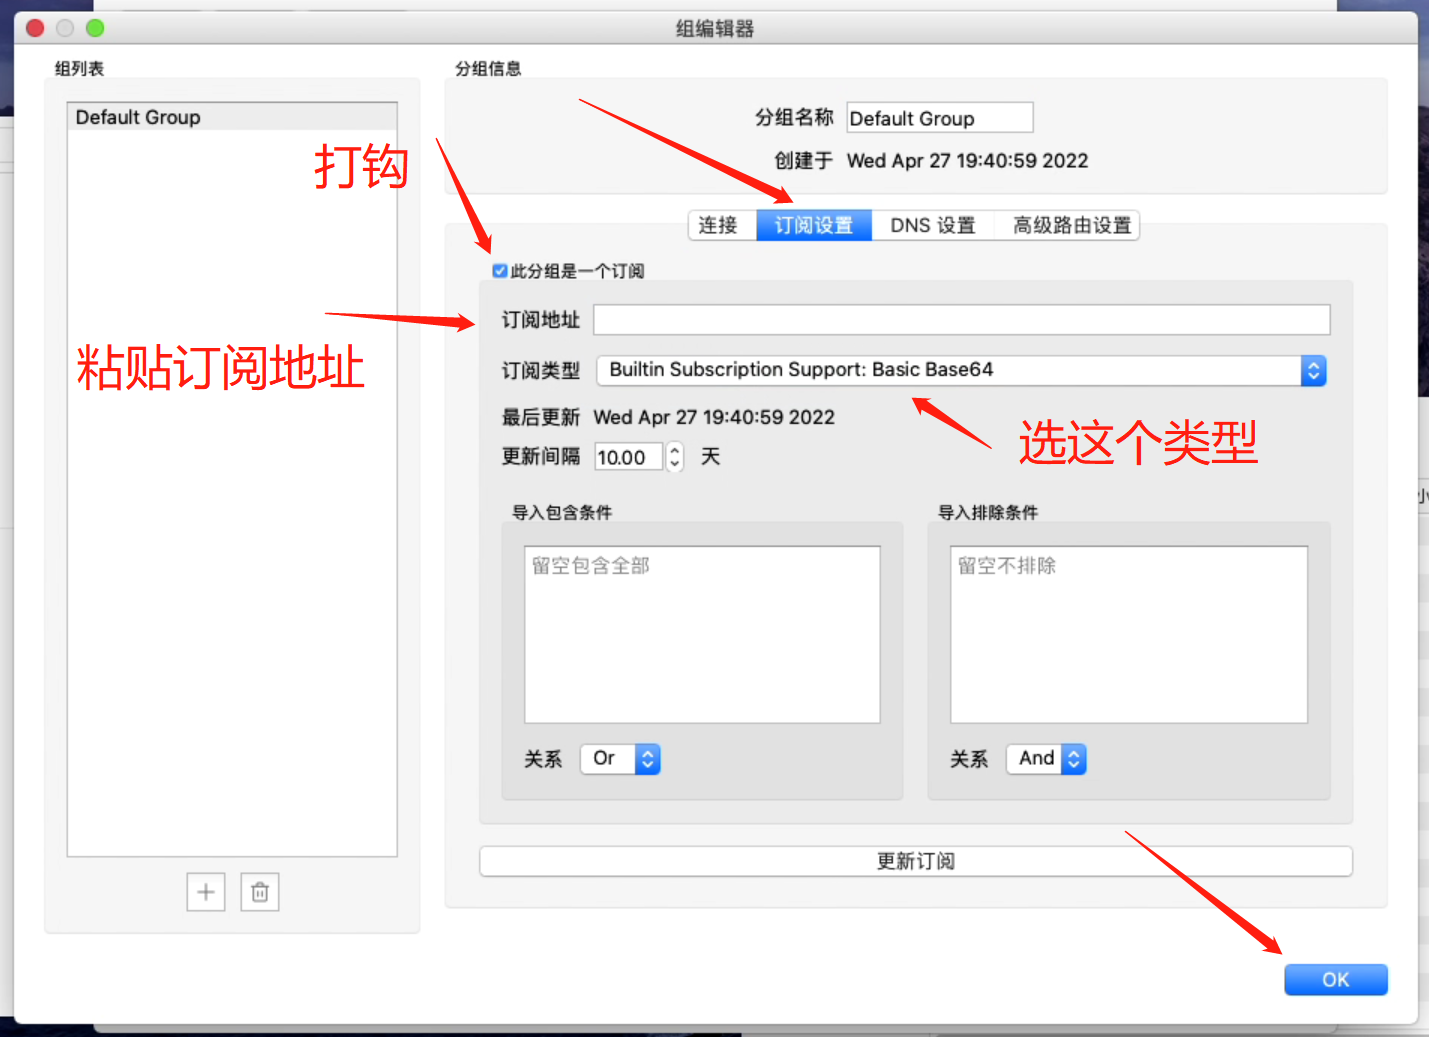 组编辑器
组列表
Default Group
打钩
粘贴订阅地址
分组信息
分组名称 Default Group
创建于 Wed Apr 27 19:40:59 2022
连接 订阅设置 DNS 设置 高级路由设置
此分组是一个订阅
订阅地址
订阅类型 Builtin Subscription Support: Basic Base64
最后更新 Wed Apr 27 19:40:59 2022
更新间隔 10.00 天
选这个类型
导入包含条件
留空包含全部
关系 Or
导入排除条件
留空不排除
关系 And
更新订阅
OK
小